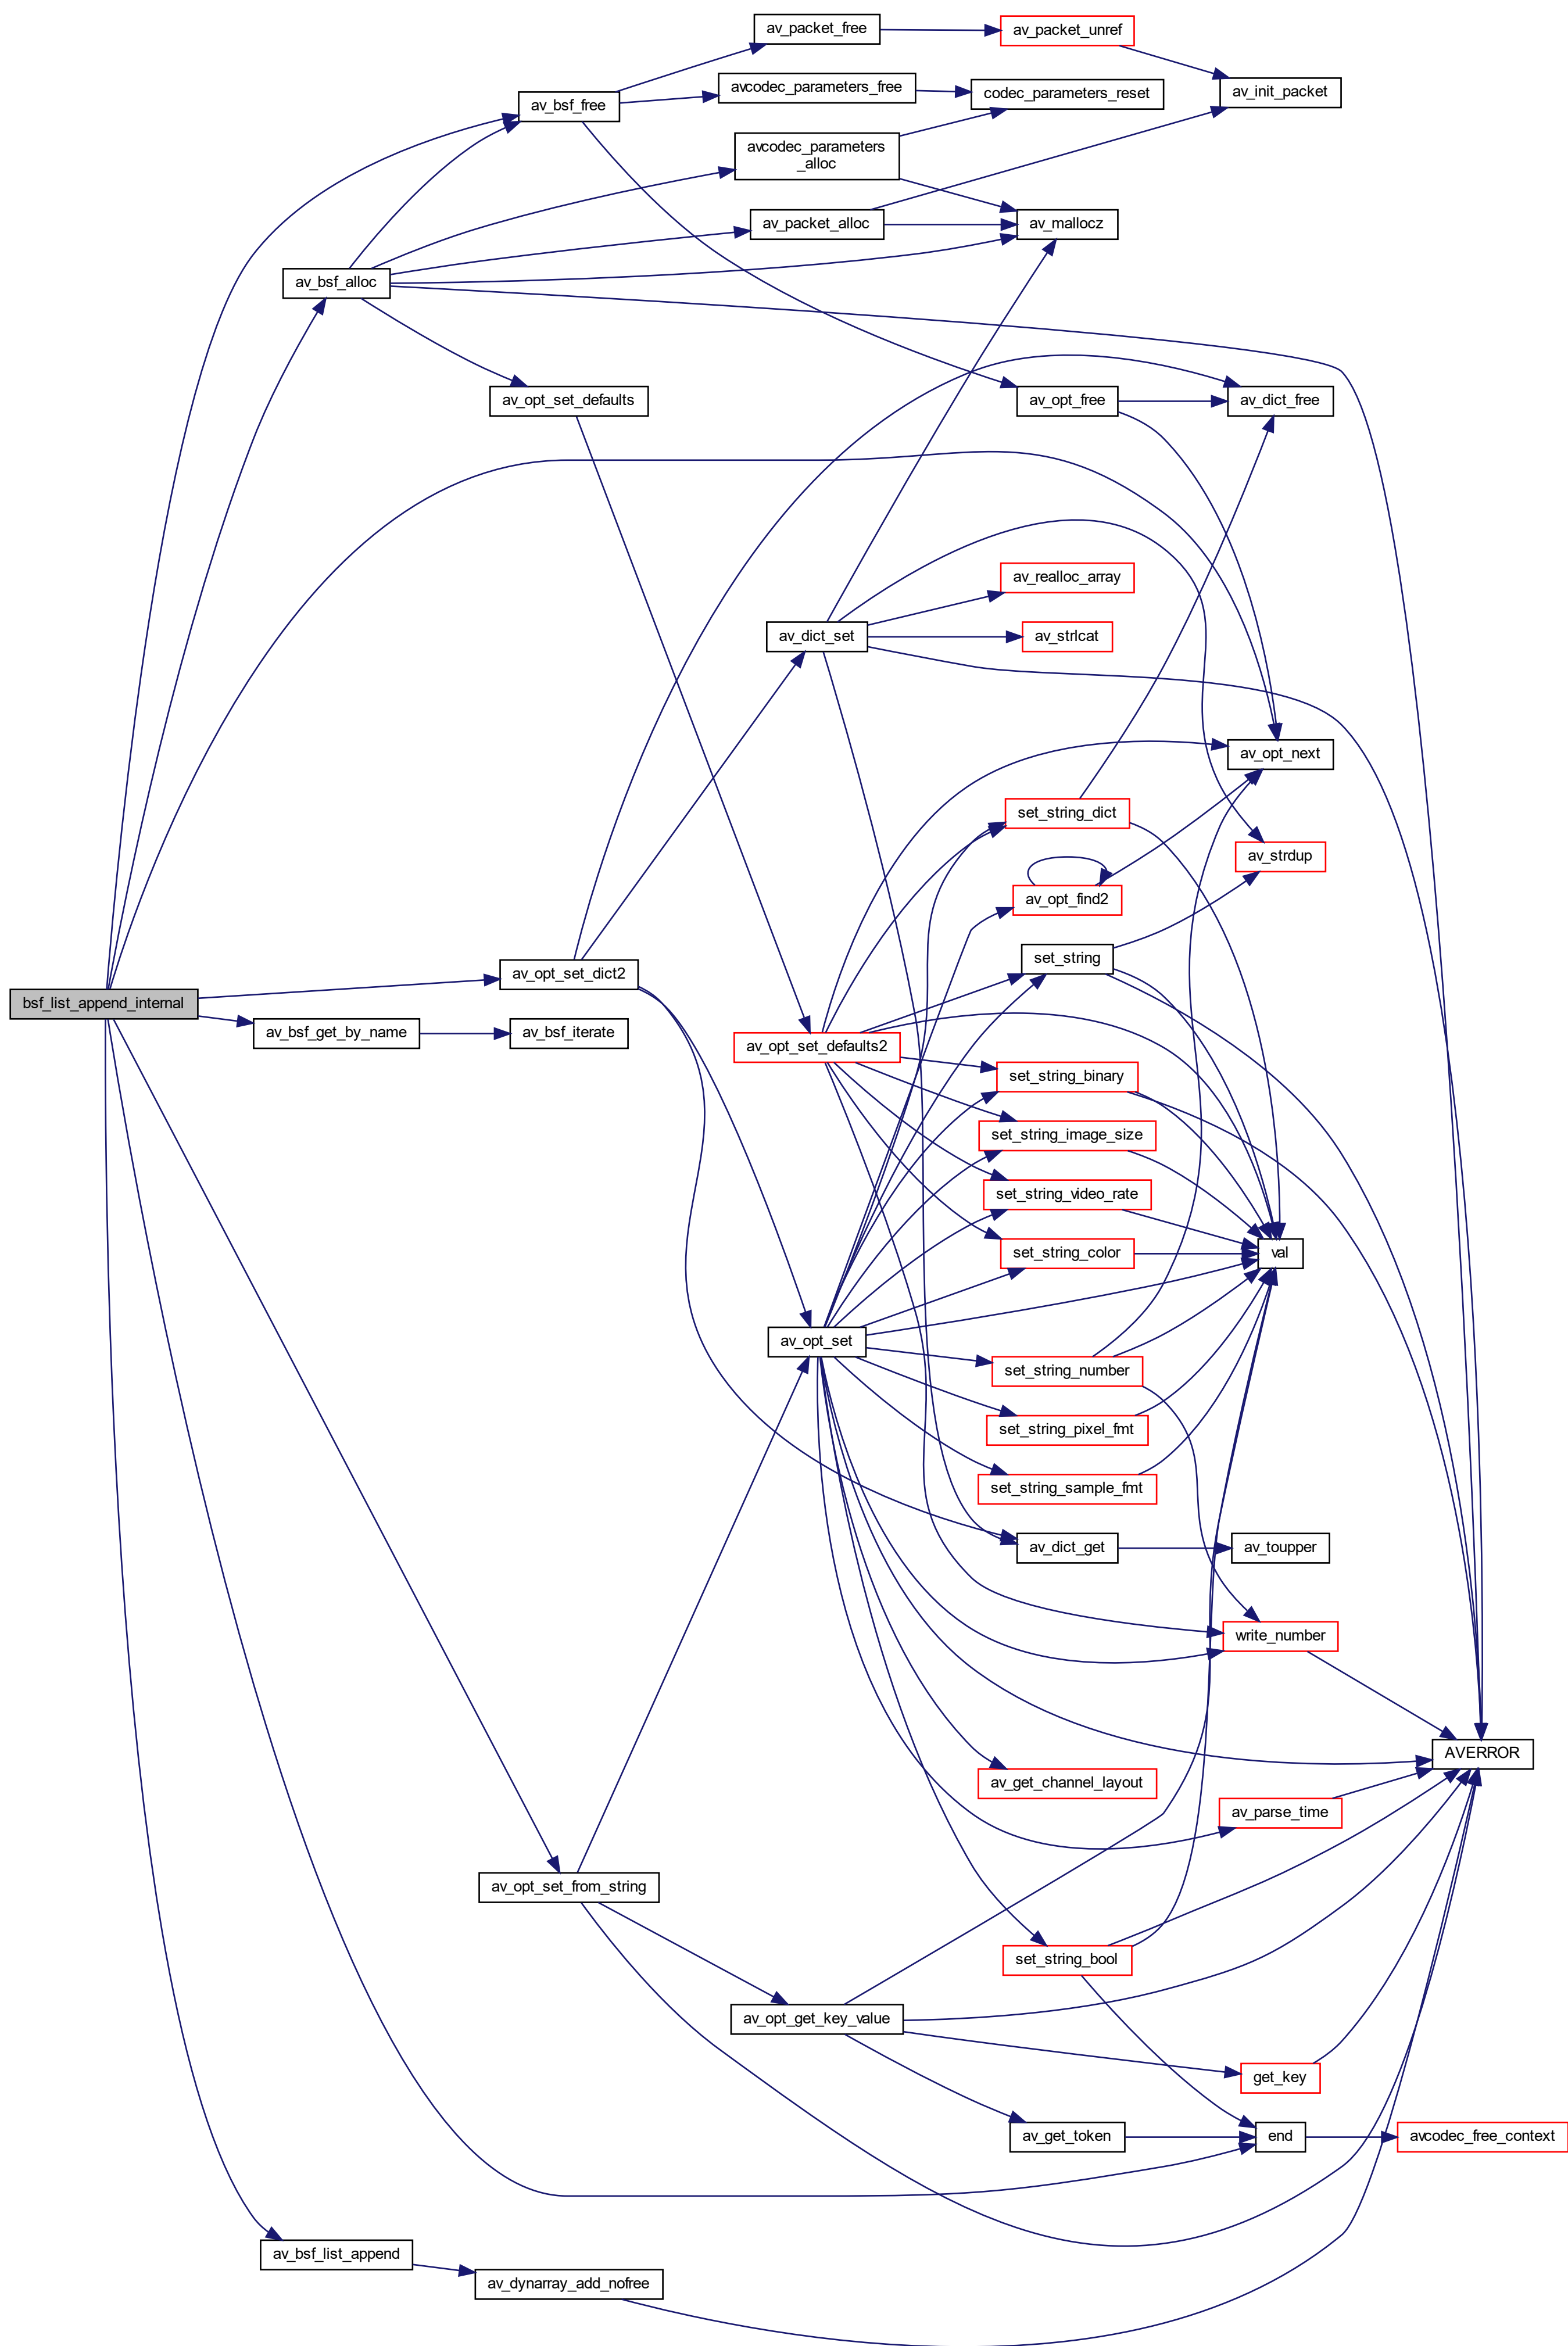 av_packet_free
av_packet_unref
avcodec_parameters_free
codec_parameters_reset
av_init_packet
av_bsf_free
avcodec_parameters
_alloc
av_packet_alloc
av_mallocz
av_bsf_alloc
av_opt_set_defaults
av_opt_free
av_dict_free
av_realloc_array
av_dict_set
av_strlcat
av_opt_next
set_string_dict
av_strdup
av_opt_find2
set_string
av_opt_set_dict2
bsf_list_append_internal
av_bsf_get_by_name
av_bsf_iterate
av_opt_set_defaults2
set_string_binary
set_string_image_size
set_string_video_rate
set_string_color
val
av_opt_set
set_string_number
set_string_pixel_fmt
set_string_sample_fmt
av_dict_get
av_toupper
write_number
AVERROR
av_get_channel_layout
av_parse_time
av_opt_set_from_string
set_string_bool
av_opt_get_key_value
get_key
av_get_token
end
avcodec_free_context
av_bsf_list_append
av_dynarray_add_nofree